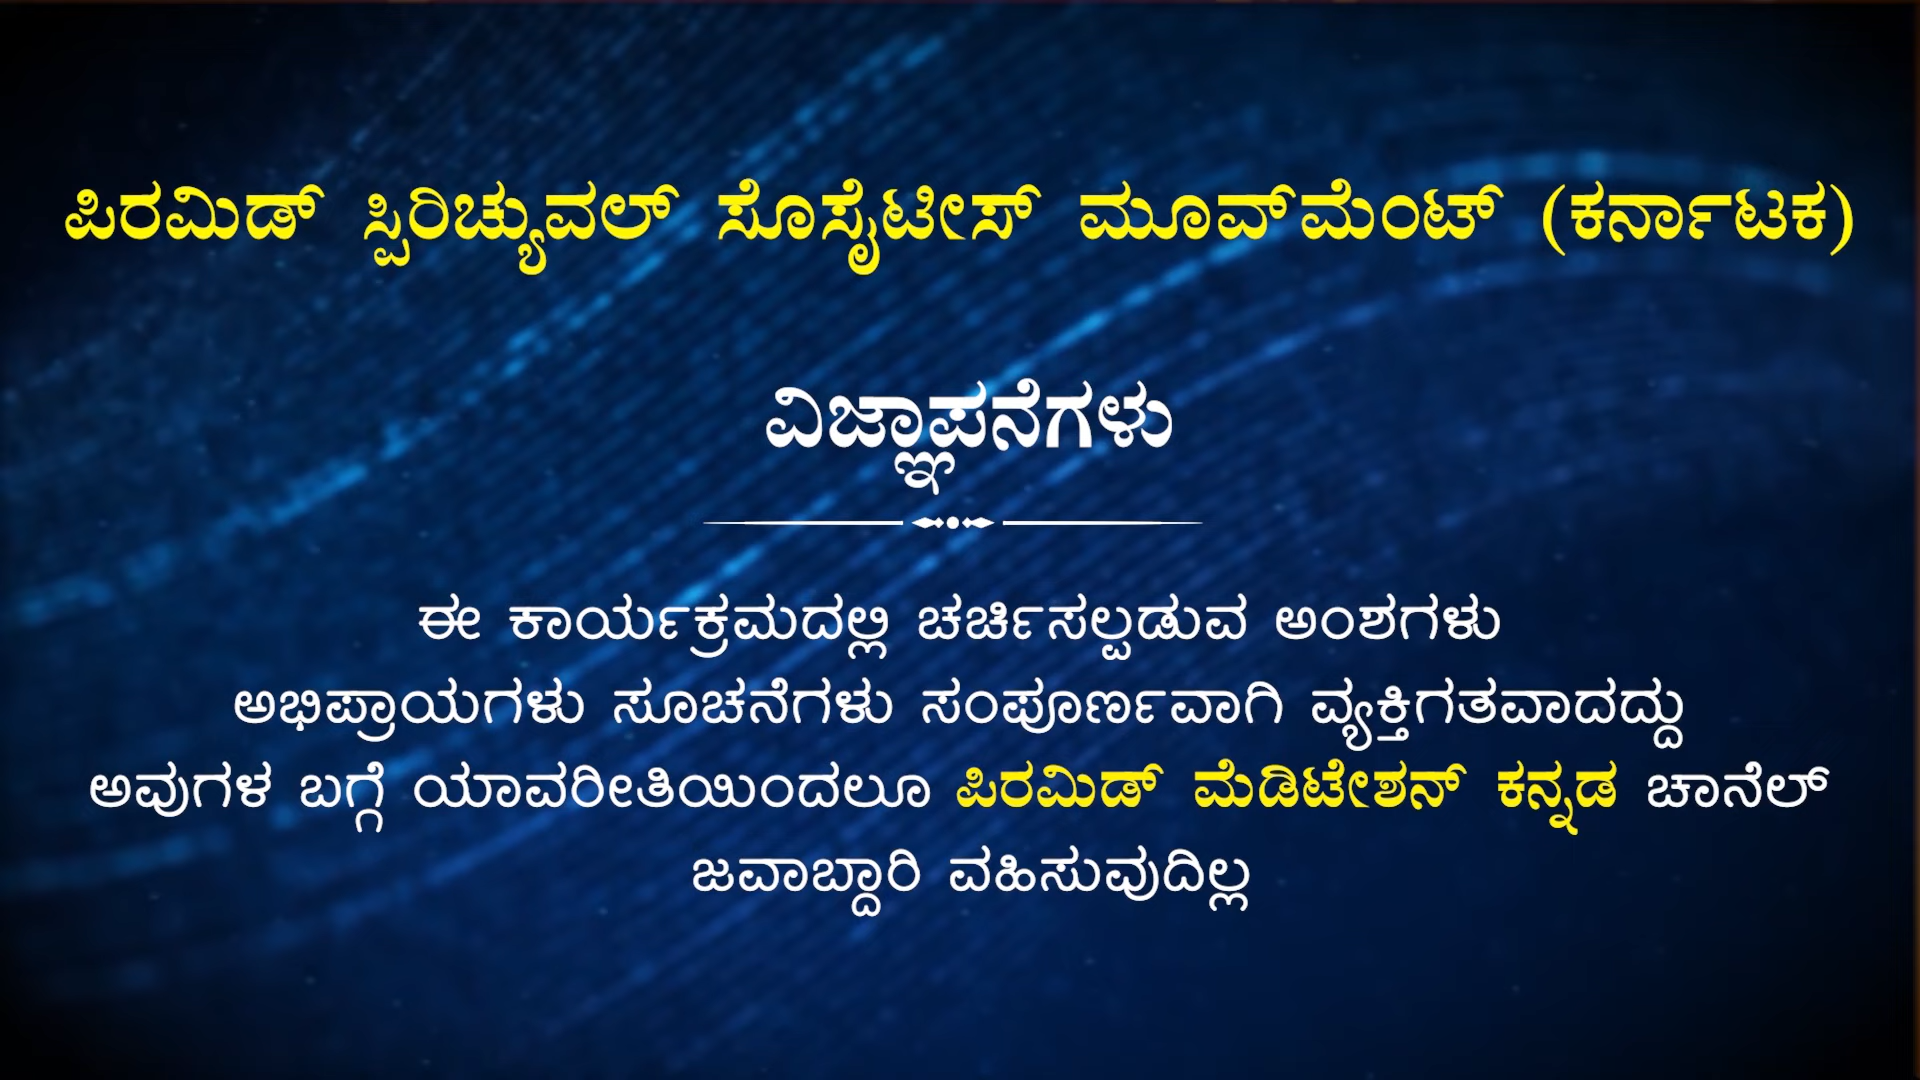 ಪಿರಮಿಡ್ ಸ್ಪಿರಿಚ್ಯುವಲ್ ಸೊಸೈಟೀಸ್ ಮೂವ್‌ಮೆಂಟ್ (ಕರ್ನಾಟಕ)
ವಿಜ್ಞಾಪನೆಗಳು
ಈ ಕಾರ್ಯಕ್ರಮದಲ್ಲಿ ಚರ್ಚಿಸಲ್ಪಡುವ ಅಂಶಗಳು
ಅಭಿಪ್ರಾಯಗಳು ಸೂಚನೆಗಳು ಸಂಪೂರ್ಣವಾಗಿ ವ್ಯಕ್ತಿಗತವಾದದ್ದು
ಅವುಗಳ ಬಗ್ಗೆ ಯಾವರೀತಿಯಿಂದಲೂ ಪಿರಮಿಡ್ ಮೆಡಿಟೇಶನ್ ಕನ್ನಡ ಚಾನೆಲ್
ಜವಾಬ್ದಾರಿ ವಹಿಸುವುದಿಲ್ಲ